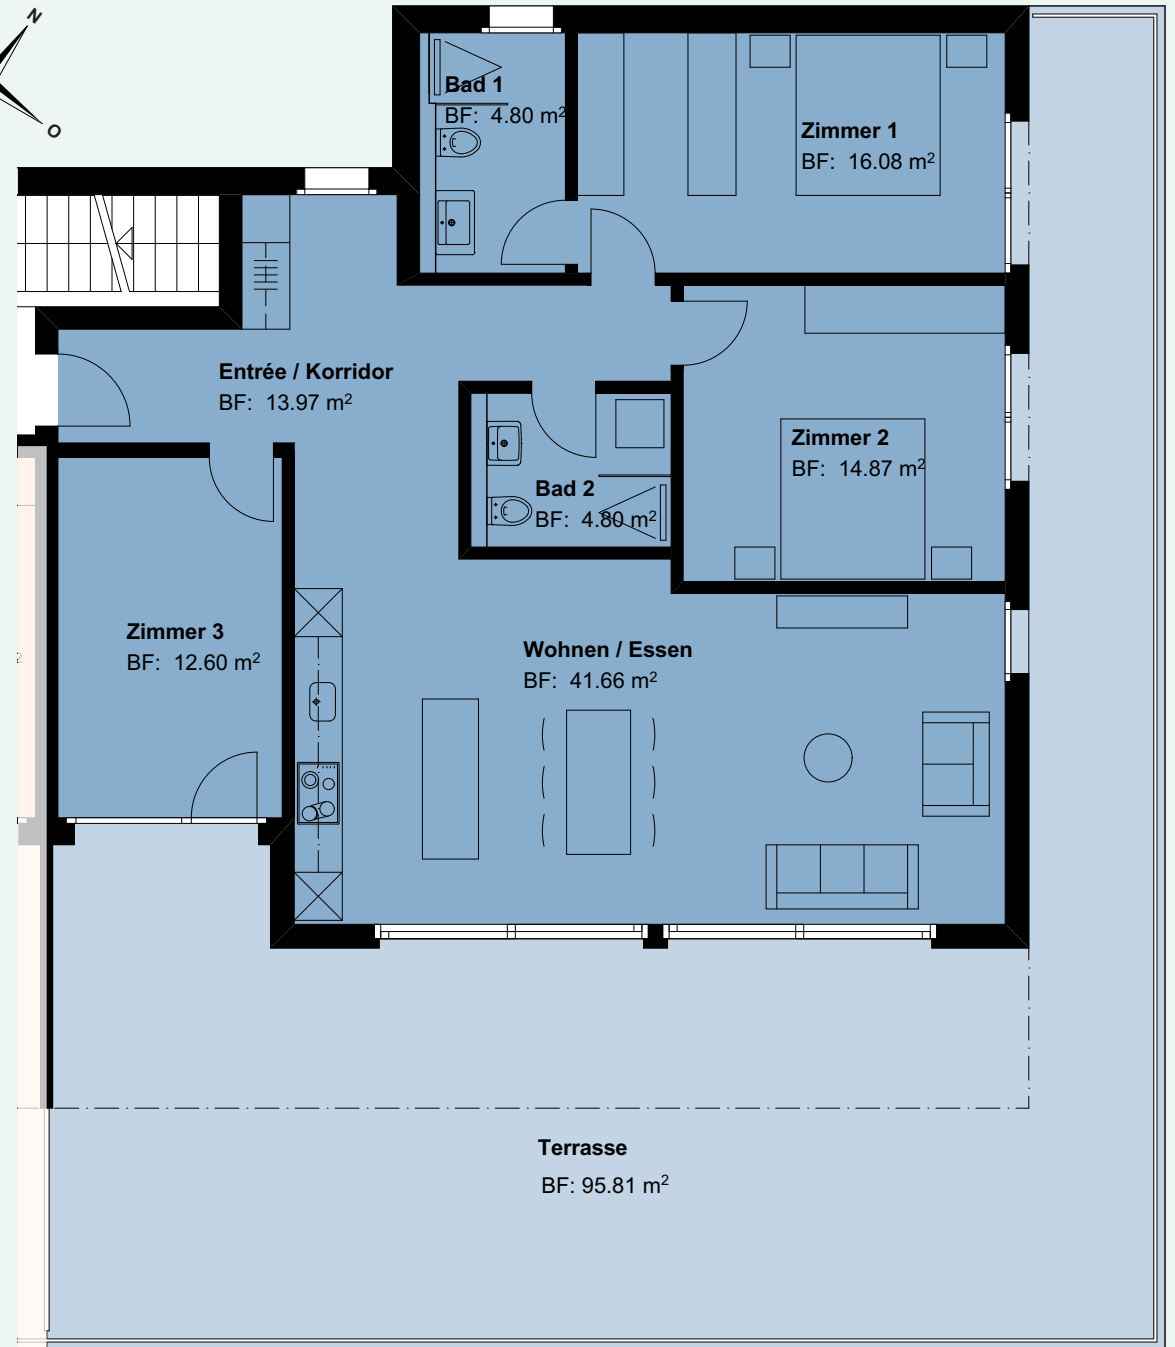 N
O
Bad 1
BF: 4.80 m²
Zimmer 1
BF: 16.08 m²
Entrée / Korridor
BF: 13.97 m²
Zimmer 2
BF: 14.87 m²
Bad 2
BF: 4.80 m²
Zimmer 3
BF: 12.60 m²
Wohnen / Essen
BF: 41.66 m²
Terrasse
BF: 95.81 m²